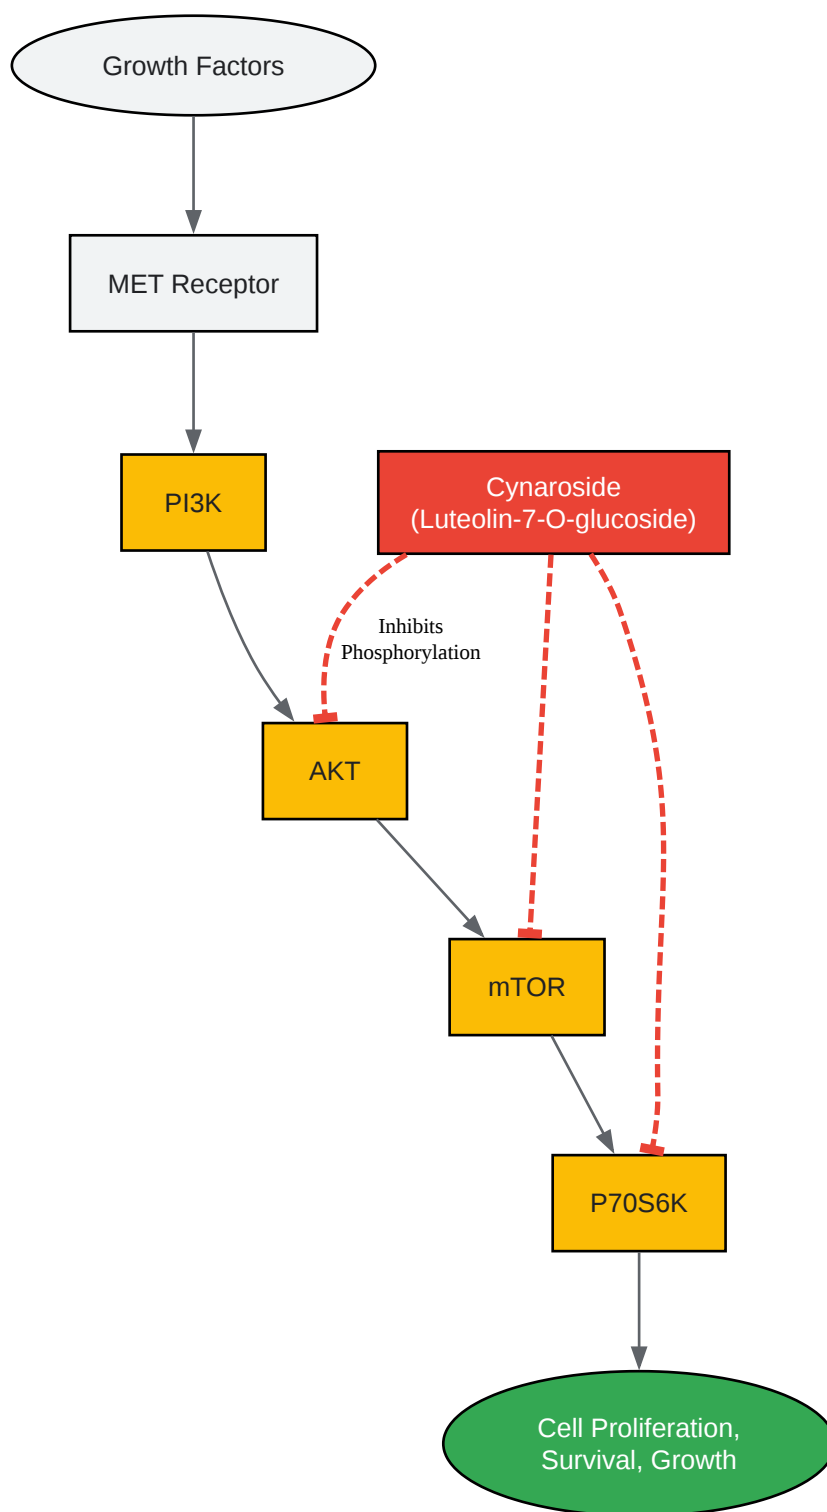 Growth Factors
MET Receptor
PI3K
Cynaroside
(Luteolin-7-O-glucoside)
Inhibits
Phosphorylation
AKT
mTOR
P70S6K
Cell Proliferation,
Survival, Growth